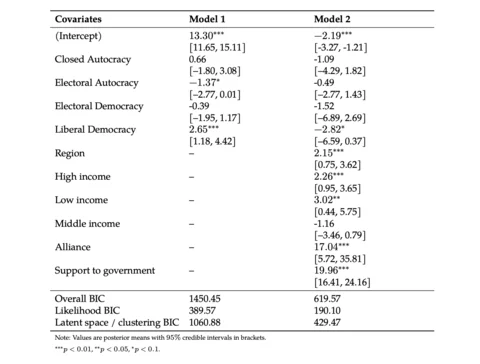 Covariates Model 1 Model 2
(Intercept) 13.30*** −2.19***
[11.65, 15.11] [-3.27, -1.21]
Closed Autocracy 0.66 -1.09
[−1.80, 3.08] [-4.29, 1.82]
Electoral Autocracy −1.37* -0.49
[−2.77, 0.01] [-2.77, 1.43]
Electoral Democracy -0.39 -1.52
[−1.95, 1.17] [-6.89, 2.69]
Liberal Democracy 2.65*** −2.82*
[1.18, 4.42] [-6.59, 0.37]
Region – 2.15***
[0.75, 3.62]
High income – 2.26***
[0.95, 3.65]
Low income – 3.02**
[0.44, 5.75]
Middle income – -1.16
[−3.46, 0.79]
Alliance – 17.04***
[5.72, 35.81]
Support to government – 19.96***
[16.41, 24.16]
Overall BIC 1450.45 619.57
Likelihood BIC 389.57 190.10
Latent space / clustering BIC 1060.88 429.47
Note: Values are posterior means with 95% credible intervals in brackets.
***p < 0.01, **p < 0.05, *p < 0.1.